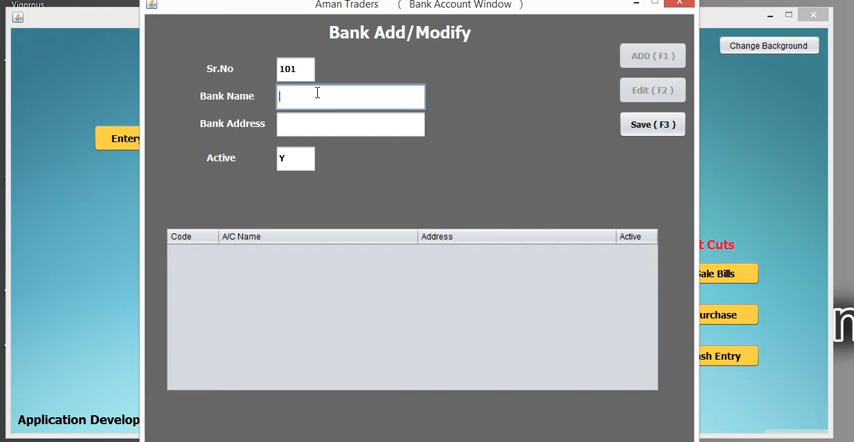 Vigorous
Aman Traders ( Bank Account Window )
Bank Add/Modify
Change Background
Sr.No 101
ADD ( F1 )
Bank Name
Edit ( F2 )
Bank Address
Save ( F3 )
Entery
Active Y
Code A/C Name Address Active
t Cuts
ale Bills
urchase
sh Entry
Application Develop